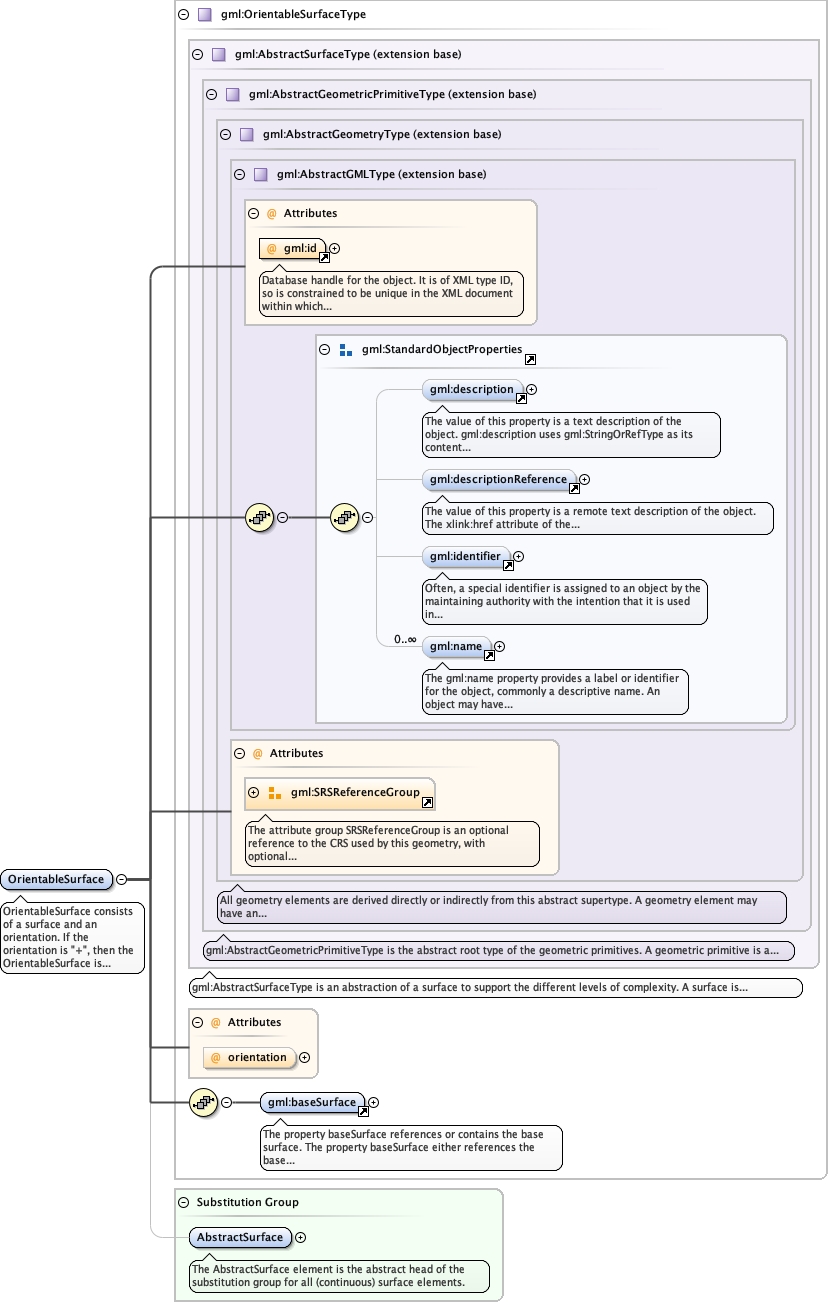 gml:OrientableSurfaceType
gml:AbstractSurfaceType (extension base)
gml:AbstractGeometricPrimitiveType (extension base)
gml:AbstractGeometryType (extension base)
gml:AbstractGMLType (extension base)
@ Attributes
@ gml:id
Database handle for the object. It is of XML type ID,
so is constrained to be unique in the XML document
within which...
gml:StandardObjectProperties
gml:description
The value of this property is a text description of the
object. gml:description uses gml:StringOrRefType as its
content...
gml:descriptionReference
The value of this property is a remote text description of the object.
The xlink:href attribute of the...
gml:identifier
Often, a special identifier is assigned to an object by the
maintaining authority with the intention that it is used
in...
0..∞
gml:name
The gml:name property provides a label or identifier
for the object, commonly a descriptive name. An
object may have...
@ Attributes
gml:SRSReferenceGroup
The attribute group SRSReferenceGroup is an optional
reference to the CRS used by this geometry, with
optional...
OrientableSurface
OrientableSurface consists
of a surface and an
orientation. If the
orientation is "+", then the
OrientableSurface is...
All geometry elements are derived directly or indirectly from this abstract supertype. A geometry element may
have an...
gml:AbstractGeometricPrimitiveType is the abstract root type of the geometric primitives. A geometric primitive is a...
gml:AbstractSurfaceType is an abstraction of a surface to support the different levels of complexity. A surface is...
@ Attributes
@ orientation
gml:baseSurface
The property baseSurface references or contains the base
surface. The property baseSurface either references the
base...
Substitution Group
AbstractSurface
The AbstractSurface element is the abstract head of the
substitution group for all (continuous) surface elements.